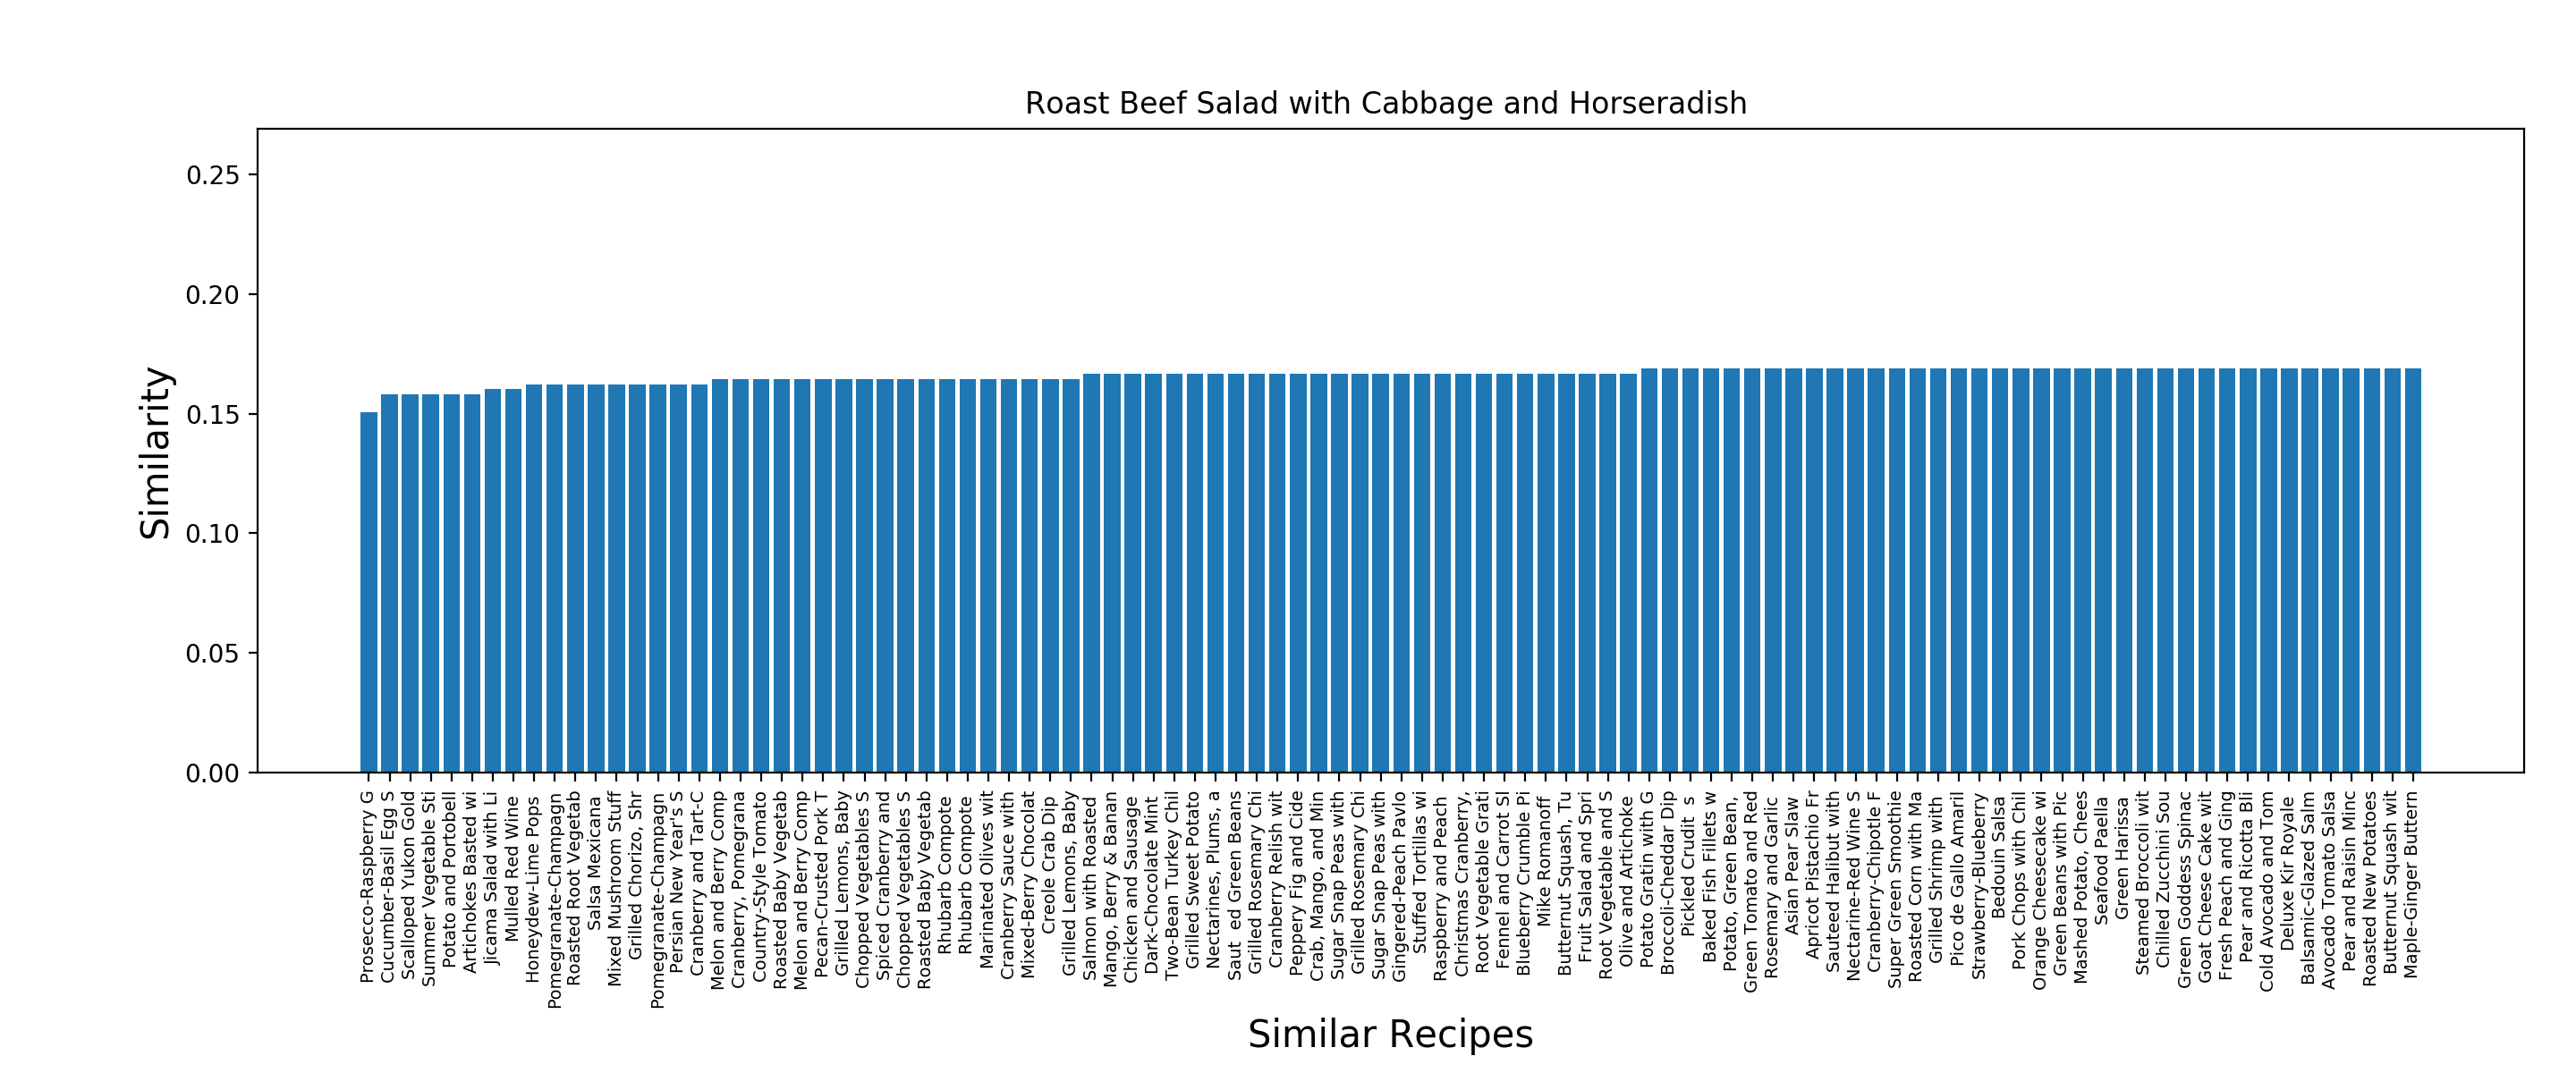 Roast Beef Salad with Cabbage and Horseradish
0.25
0.20
0.15
0.10
0.05
0.00
Similarity
Prosecco-Raspberry G
Cucumber-Basil Egg S
Scalloped Yukon Gold
Summer Vegetable Sti
Potato and Portobell
Artichokes Basted wi
Jicama Salad with Li
Mulled Red Wine
Honeydew-Lime Pops
Pomegranate-Champagn
Roasted Root Vegetab
Salsa Mexicana
Mixed Mushroom Stuff
Grilled Chorizo, Shr
Pomegranate-Champagn
Persian New Year's S
Cranberry and Tart-C
Melon and Berry Comp
Cranberry, Pomegrana
Country-Style Tomato
Roasted Baby Vegetab
Melon and Berry Comp
Pecan-Crusted Pork T
Grilled Lemons, Baby
Chopped Vegetables S
Spiced Cranberry and
Chopped Vegetables S
Roasted Baby Vegetab
Rhubarb Compote
Rhubarb Compote
Marinated Olives wit
Cranberry Sauce with
Mixed-Berry Chocolat
Creole Crab Dip
Grilled Lemons, Baby
Salmon with Roasted
Mango, Berry & Banan
Chicken and Sausage
Dark-Chocolate Mint
Two-Bean Turkey Chil
Grilled Sweet Potato
Nectarines, Plums, a
Saut ed Green Beans
Grilled Rosemary Chi
Cranberry Relish wit
Peppery Fig and Cide
Crab, Mango, and Min
Sugar Snap Peas with
Grilled Rosemary Chi
Sugar Snap Peas with
Gingered-Peach Pavlo
Stuffed Tortillas wi
Raspberry and Peach
Christmas Cranberry,
Root Vegetable Grati
Fennel and Carrot Sl
Blueberry Crumble Pi
Mike Romanoff
Butternut Squash, Tu
Fruit Salad and Spri
Root Vegetable and S
Olive and Artichoke
Potato Gratin with G
Broccoli-Cheddar Dip
Pickled Crudit s
Baked Fish Fillets w
Potato, Green Bean,
Green Tomato and Red
Rosemary and Garlic
Asian Pear Slaw
Apricot Pistachio Fr
Sauteed Halibut with
Nectarine-Red Wine S
Cranberry-Chipotle F
Super Green Smoothie
Roasted Corn with Ma
Grilled Shrimp with
Pico de Gallo Amaril
Strawberry-Blueberry
Bedouin Salsa
Pork Chops with Chil
Orange Cheesecake wi
Green Beans with Pic
Mashed Potato, Chees
Seafood Paella
Green Harissa
Steamed Broccoli wit
Chilled Zucchini Sou
Green Goddess Spinac
Goat Cheese Cake wit
Fresh Peach and Ging
Pear and Ricotta Bli
Cold Avocado and Tom
Deluxe Kir Royale
Balsamic-Glazed Salm
Avocado Tomato Salsa
Pear and Raisin Minc
Roasted New Potatoes
Butternut Squash wit
Maple-Ginger Buttern
Similar Recipes